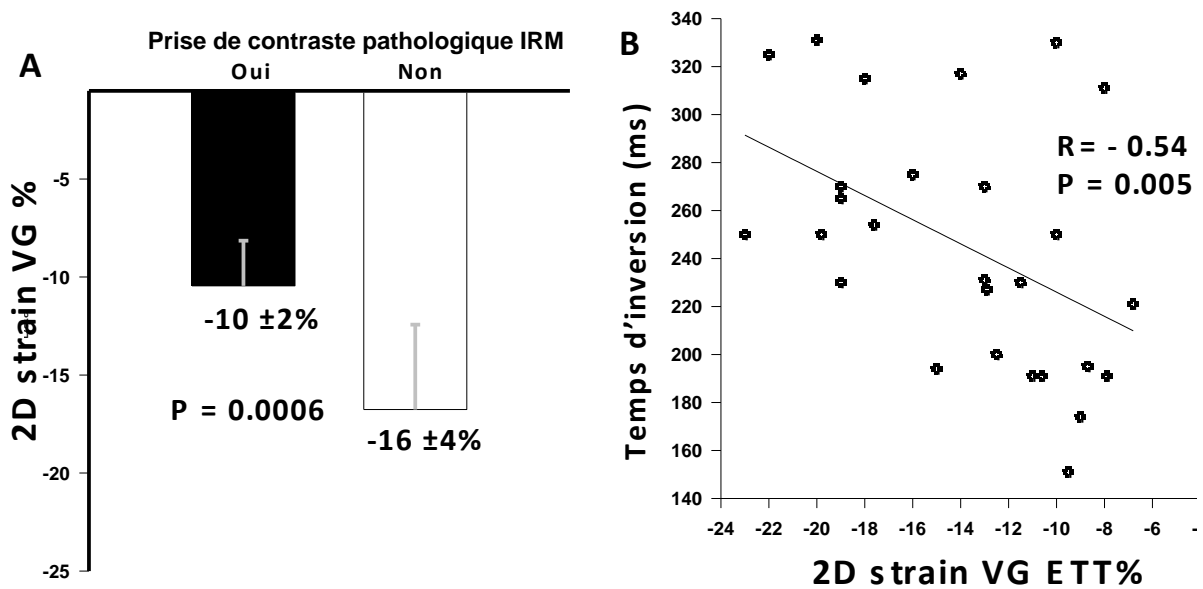 A
Prise de contraste pathologique IRM
Oui
Non
2D strain VG %
-5
-10
-15
-20
-25
-10 ±2%
P = 0.0006
-16 ±4%
B
Temps d’inversion (ms)
340
320
300
280
260
240
220
200
180
160
140
R= - 0.54
P = 0.005
-24 -22 -20 -18 -16 -14 -12 -10 -8 -6
2D strain VG ETT%